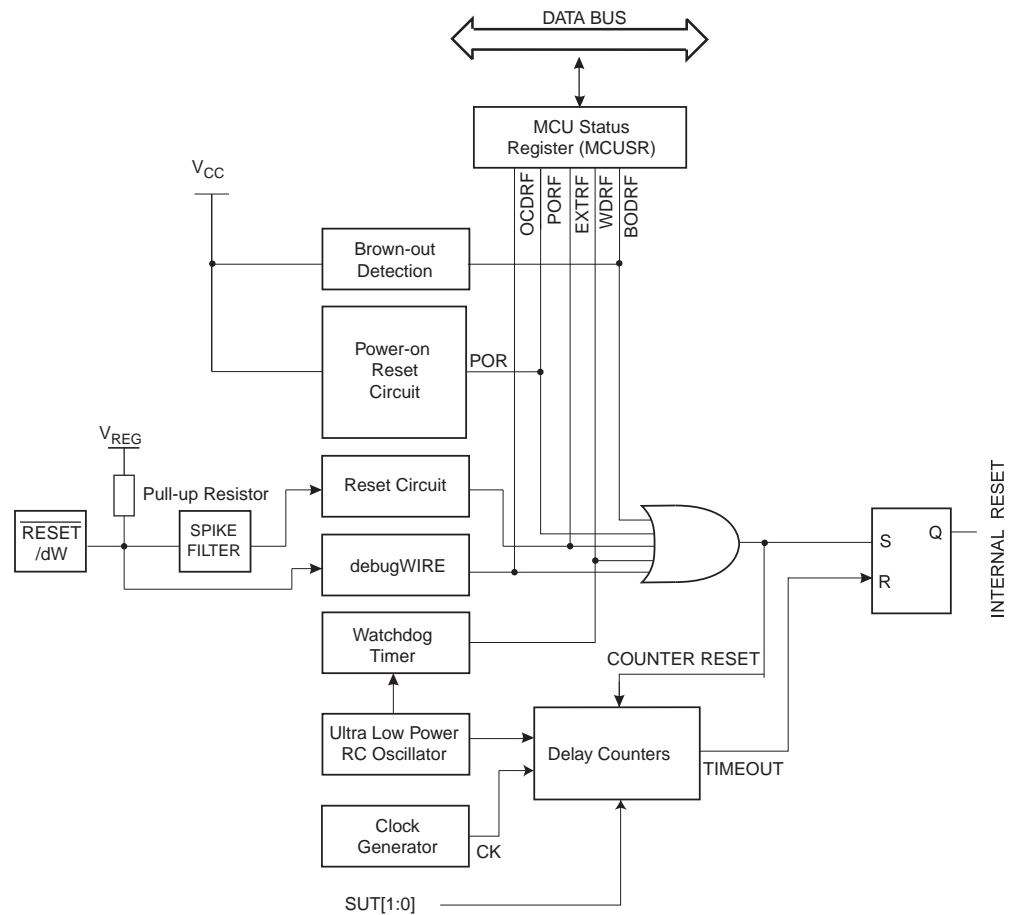 DATA BUS
MCU Status
Register (MCUSR)
OCDRF
PORF
EXTRF
WDRF
BODRF
VCC
Brown-out
Detection
Power-on
Reset
Circuit
POR
VREG
Pull-up Resistor
Reset Circuit
RESET
/dW
SPIKE
FILTER
debugWIRE
S
Q
R
INTERNAL RESET
Watchdog
Timer
COUNTER RESET
Ultra Low Power
RC Oscillator
Delay Counters
TIMEOUT
Clock
Generator
CK
SUT[1:0]